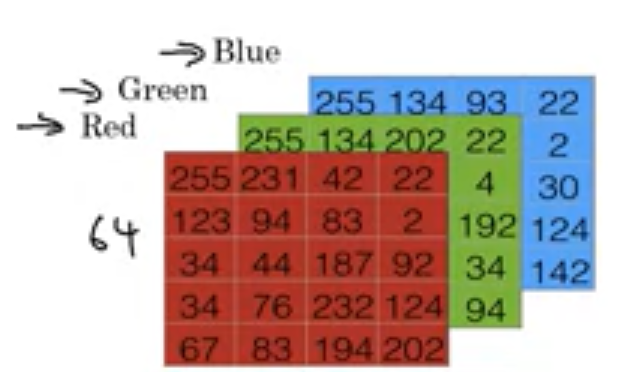 → Blue
→ Green
→ Red
255 134 93 22
255 134 202 22 2
255 231 42 22 4 30
123 94 83 2 192 124
64
34 44 187 92 34 142
34 76 232 124 94
67 83 194 202